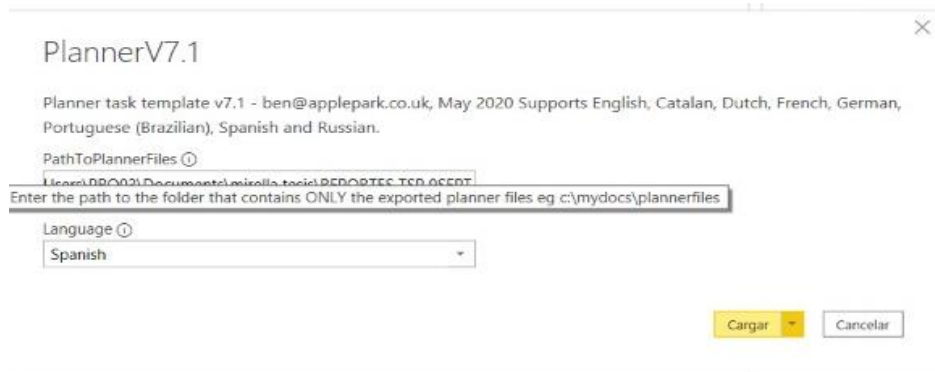 PlannerV7.1
Planner task template v7.1 - ben@applepark.co.uk, May 2020 Supports English, Catalan, Dutch, French, German,
Portuguese (Brazilian), Spanish and Russian.
PathToPlannerFiles
Enter the path to the folder that contains ONLY the exported planner files eg c:\mydocs\plannerfiles
Language
Spanish
Cargar
Cancelar